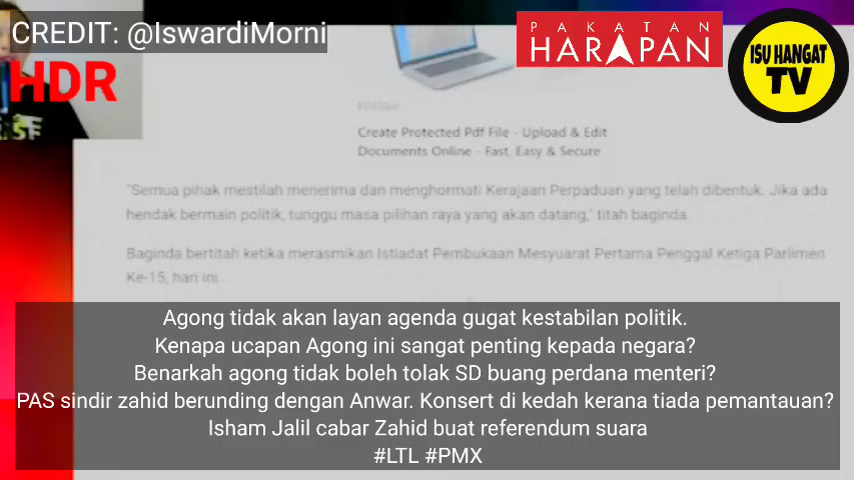 CREDIT: @IswardiMorni
HDR
PAKATAN
HARAPAN
ISU HANGAT
TV
Create Protected Pdf File - Upload & Edit
Documents Online - Fast, Easy & Secure
"Semua pihak mestilah menerima dan menghormati Kerajaan Perpaduan yang telah dibentuk. Jika ada
hendak bermain politik, tunggu masa pilihan raya yang akan datang," titah baginda.
Baginda bertitah ketika merasmikan Istiadat Pembukaan Mesyuarat Pertama Penggal Ketiga Parlimen
Ke-15, hari ini.
Agong tidak akan layan agenda gugat kestabilan politik.
Kenapa ucapan Agong ini sangat penting kepada negara?
Benarkah agong tidak boleh tolak SD buang perdana menteri?
PAS sindir zahid berunding dengan Anwar. Konsert di kedah kerana tiada pemantauan?
Isham Jalil cabar Zahid buat referendum suara
#LTL #PMX